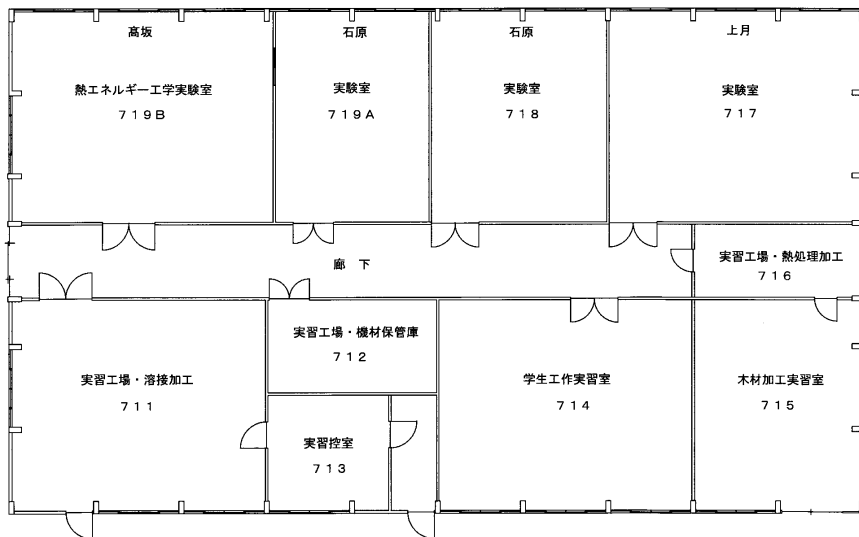 髙坂
熱エネルギー工学実験室
719B
石原
実験室
719A
石原
実験室
718
上月
実験室
717
廊下
実習工場・熱処理加工
716
実習工場・溶接加工
711
実習工場・機材保管庫
712
実習控室
713
学生工作実習室
714
木材加工実習室
715